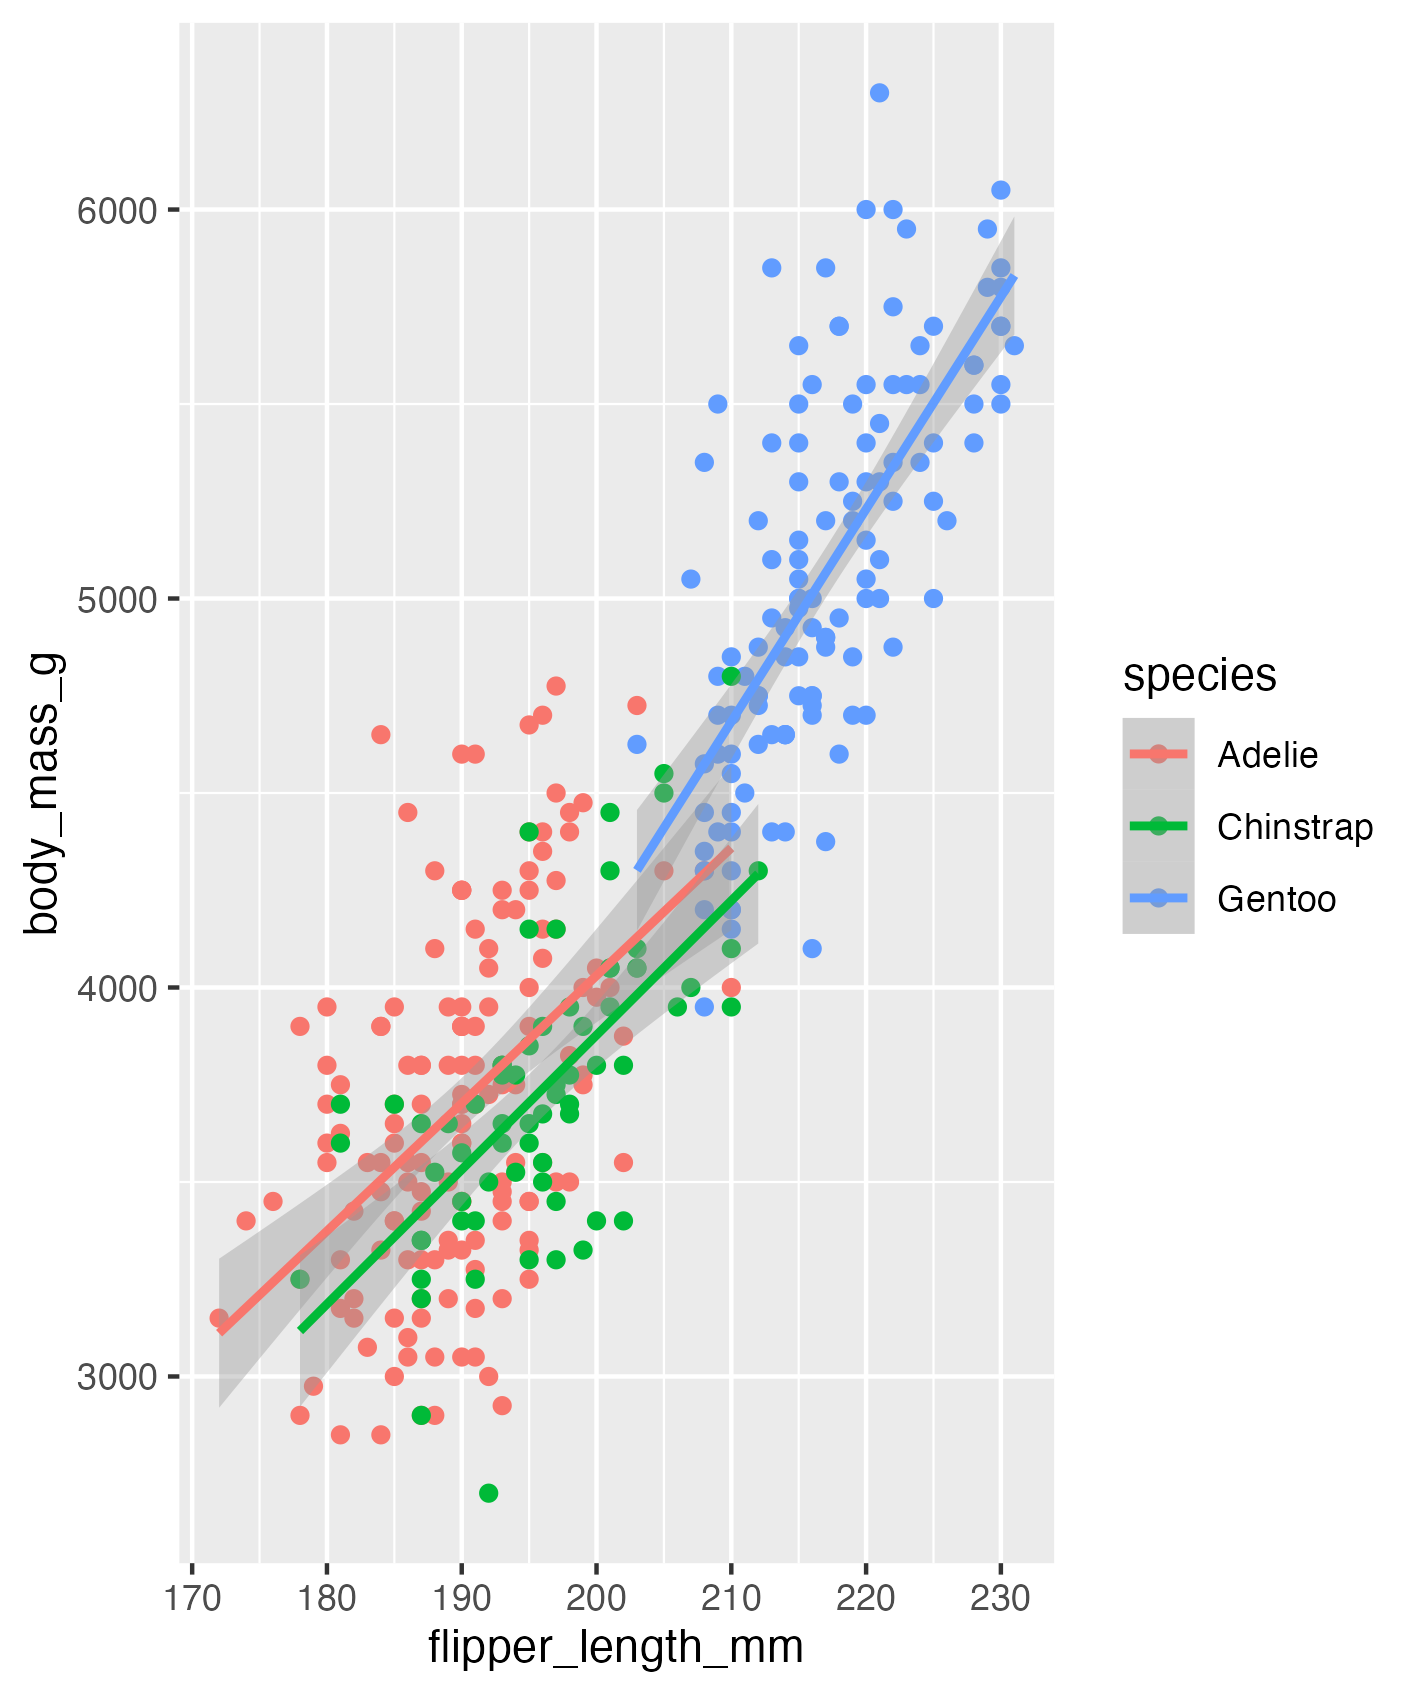 body_mass_g
6000
5000
4000
3000
170 180 190 200 210 220 230
flipper_length_mm
species
Adelie
Chinstrap
Gentoo